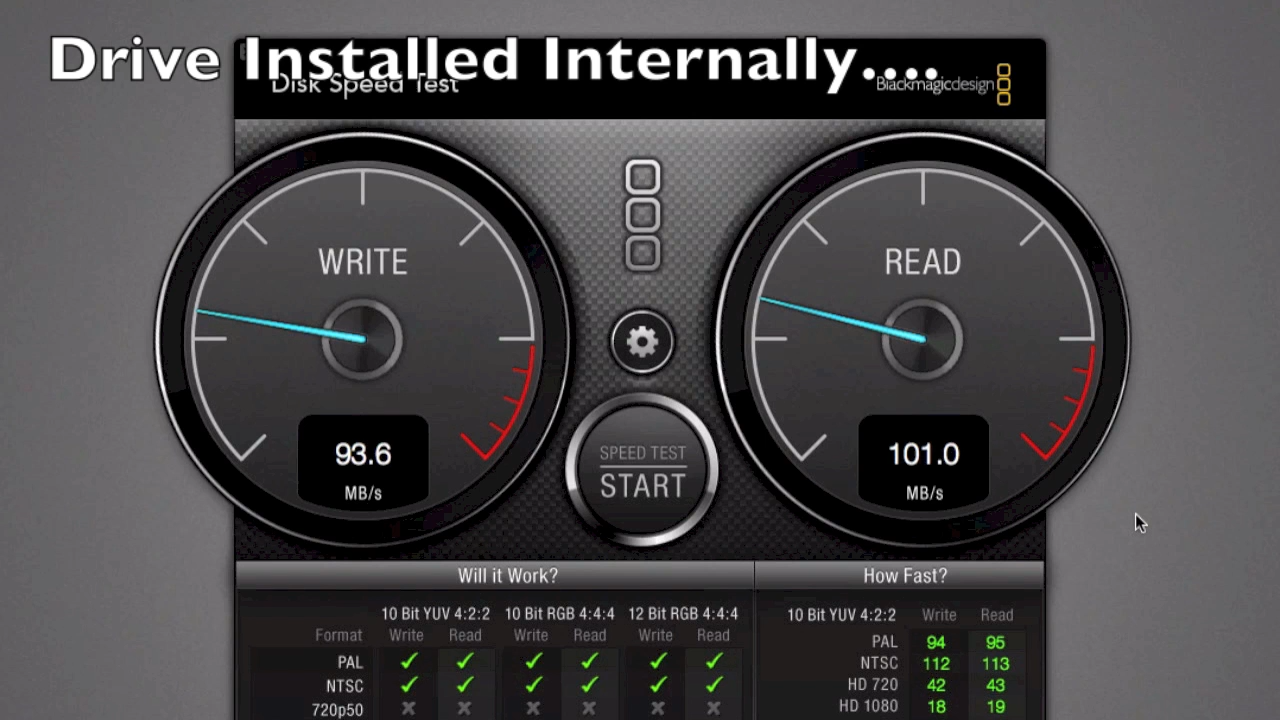 Drive Installed Internally....
Disk Speed Test
Blackmagicdesign
WRITE
READ
93.6
MB/s
101.0
MB/s
SPEED TEST
START
Will it Work?
How Fast?
10 Bit YUV 4:2:2 10 Bit RGB 4:4:4 12 Bit RGB 4:4:4
Format Write Read Write Read Write Read
PAL ✓ ✓ ✓ ✓ ✓ ✓
NTSC ✓ ✓ ✓ ✓ ✓ ✓
720p50 ✕ ✕ ✕ ✕ ✕ ✕
10 Bit YUV 4:2:2 Write Read
PAL 94 95
NTSC 112 113
HD 720 42 43
HD 1080 18 19